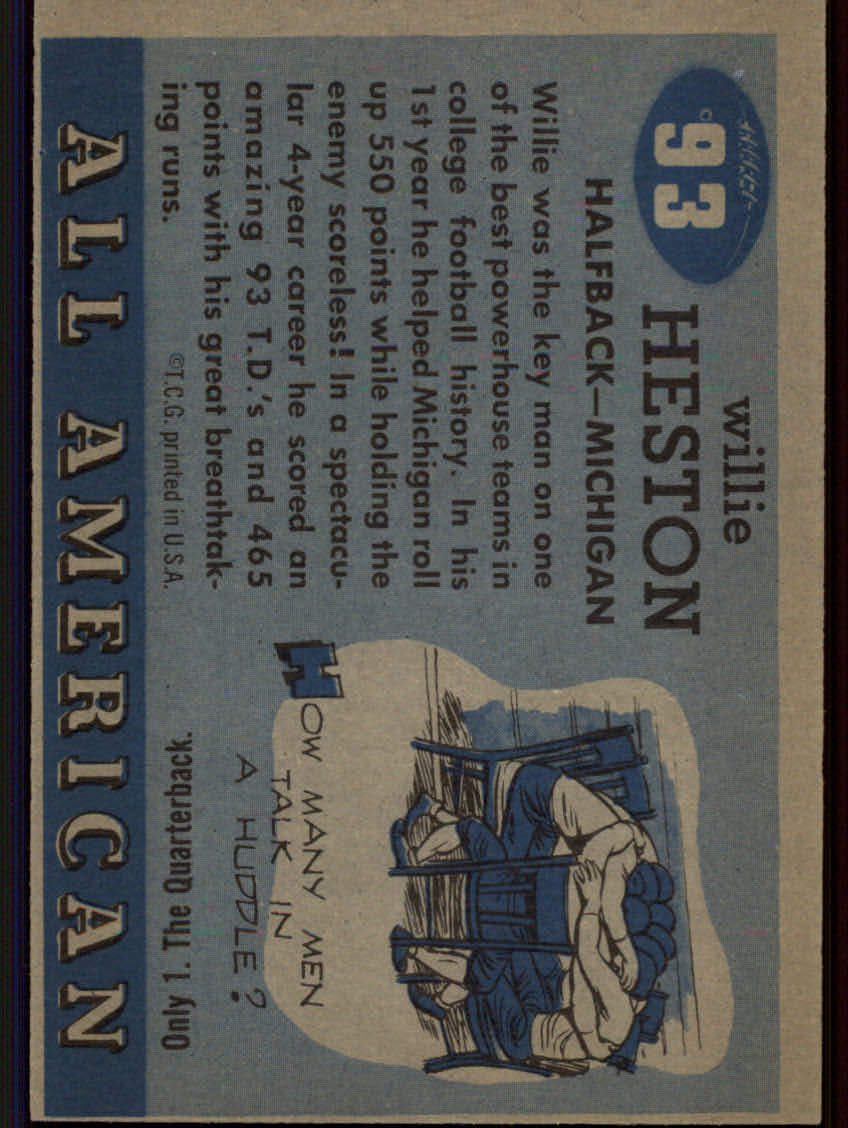 93
©
willie
HESTON
HALFBACK—MICHIGAN
Willie was the key man on one
of the best powerhouse teams in
college football history. In his
1st year he helped Michigan roll
up 550 points while holding the
enemy scoreless! In a spectacu-
lar 4-year career he scored an
amazing 93 T.D.'s and 465
points with his great breathtak-
ing runs.
©T.C.G. printed in U.S.A.
HOW MANY MEN
TALK IN
A HUDDLE?
Only 1. The Quarterback.
ALL AMERICAN